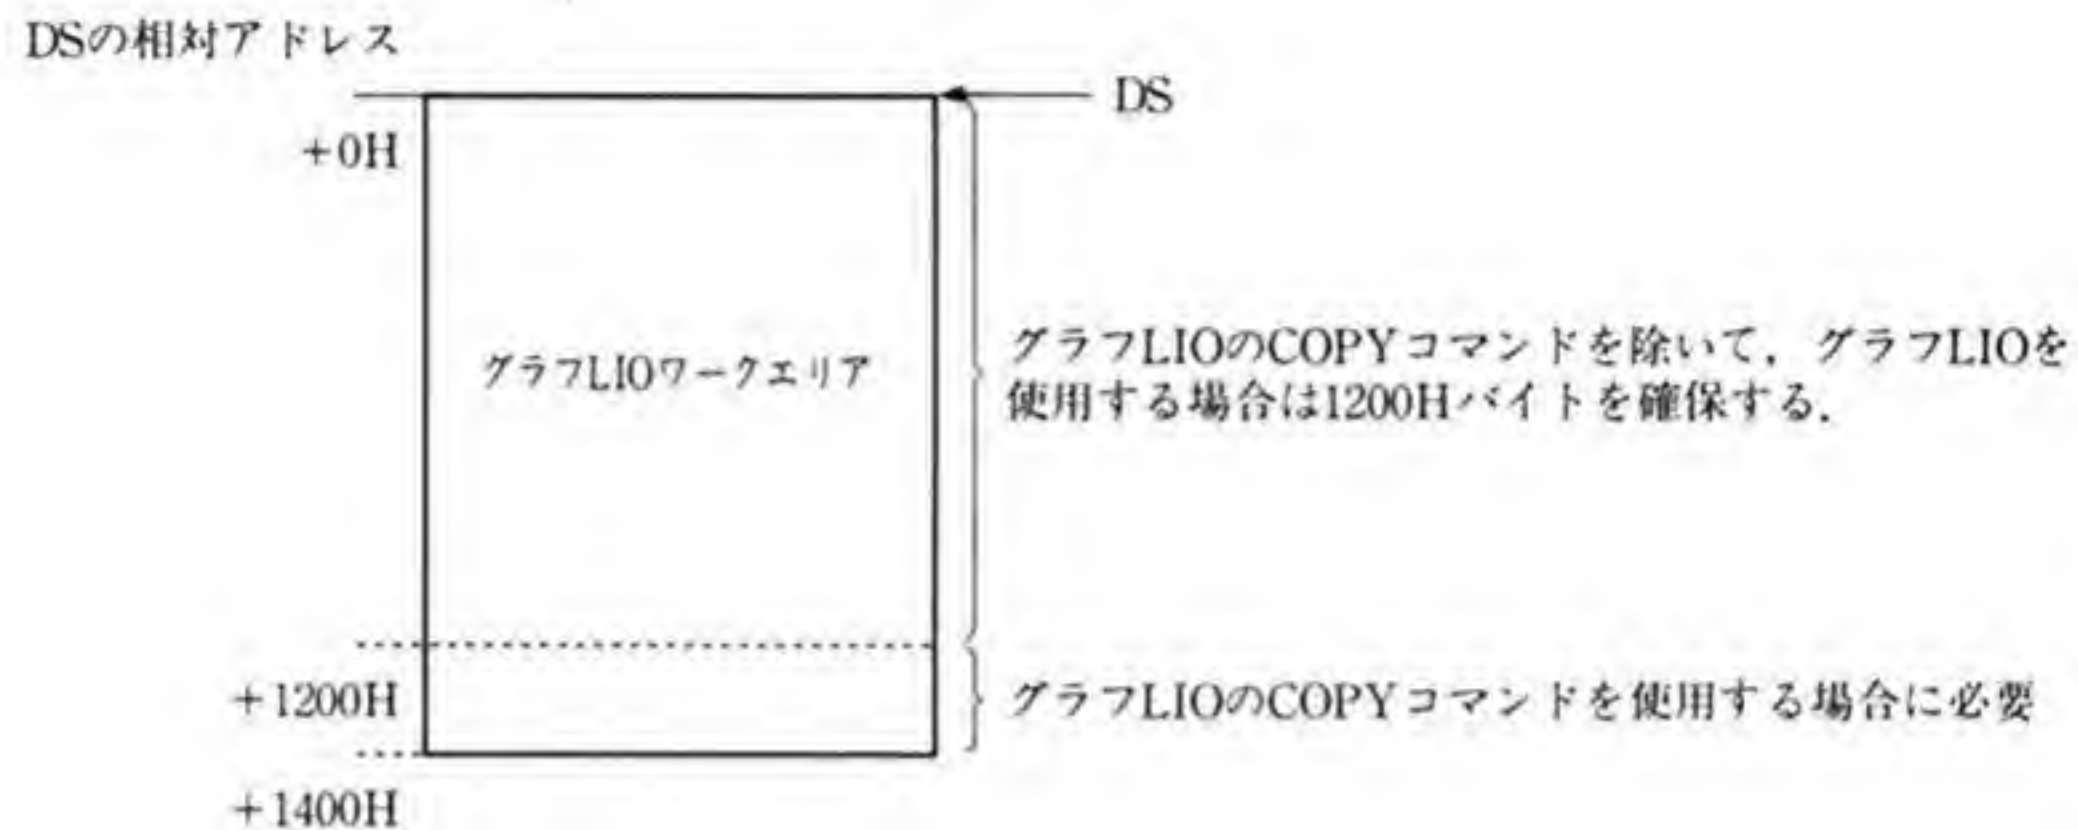 DSの相対アドレス
DS
+0H
グラフLIOワークエリア
グラフLIOのCOPYコマンドを除いて，グラフLIOを
使用する場合は1200Hバイトを確保する．
+1200H
グラフLIOのCOPYコマンドを使用する場合に必要
+1400H